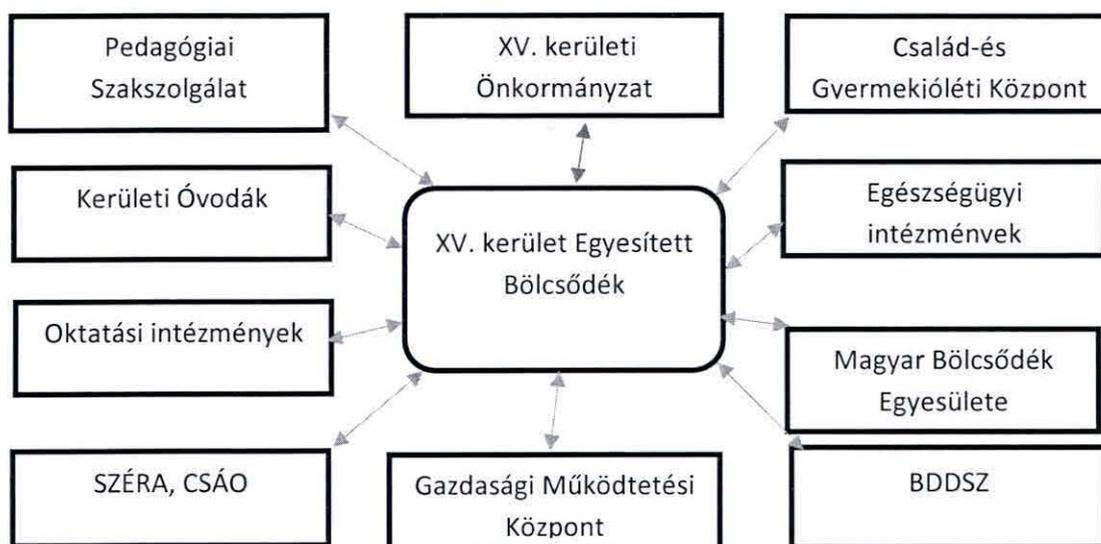 Pedagógiai
Szakszolgálat
XV. kerületi
Önkormányzat
Család-és
Gyermekjóléti Központ
Kerületi Óvodák
XV. kerület Egyesített
Bölcsődék
Egészségügyi
intézmények
Oktatási intézmények
Magyar Bölcsődék
Egyesülete
SZÉRA, CSÁO
Gazdasági Működtetési
Központ
BDDSZ